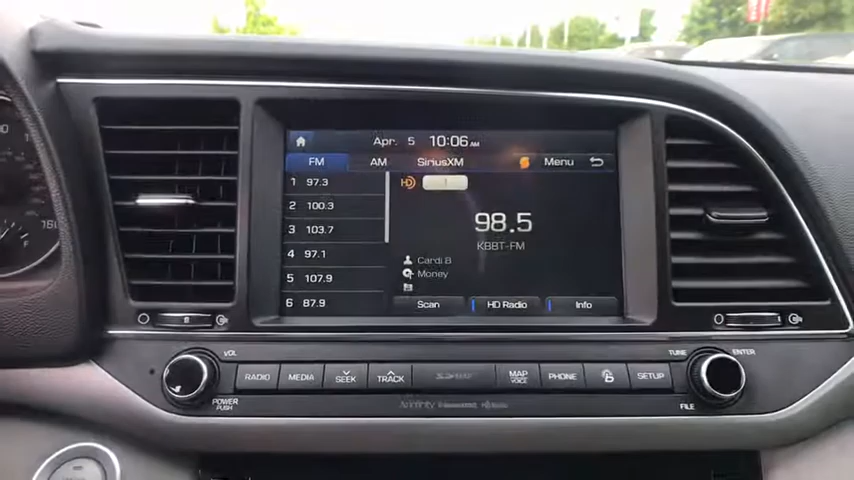 Apr. 5 10:06 AM
FM AM SiriusXM Menu
1 97.3
2 100.3
3 103.7
4 97.1
5 107.9
6 87.9
HD 1
98.5
KBBT-FM
Cardi B
Money
Scan HD Radio Info
VOL
RADIO MEDIA SEEK TRACK MAP VOICE PHONE SETUP
POWER PUSH
TUNE ENTER
FILE
Infinity